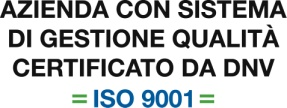 AZIENDA CON SISTEMA
DI GESTIONE QUALITÀ
CERTIFICATO DA DNV
= ISO 9001 =